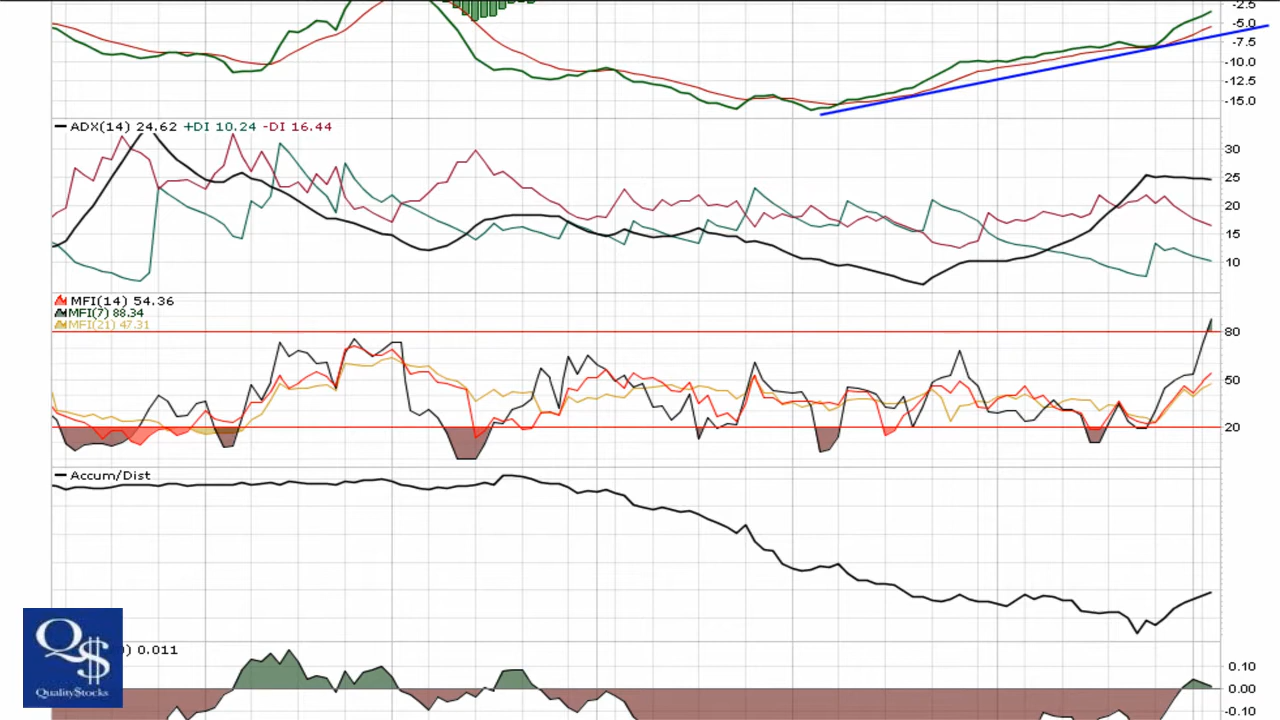 -2.5
-5.0
-7.5
-10.0
-12.5
-15.0
ADX(14) 24.62 +DI 10.24 -DI 16.44
30
25
20
15
10
MFI(14) 54.36
MFI(7) 88.34
MFI(21) 47.31
80
50
20
Accum/Dist
Q$
QualityStocks
) 0.011
0.10
0.00
-0.10